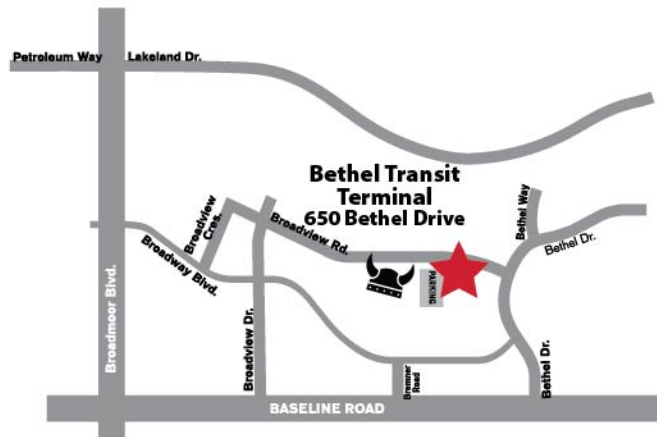 Petroleum Way
Lakeland Dr.
Bethel Transit
Terminal
650 Bethel Drive
Bethel Way
Broadview
Cres.
Broadview Rd.
Bethel Dr.
Broadway Blvd.
PARKING
Broadmoor Blvd.
Broadview Dr.
Bremner
Road
Bethel Dr.
BASELINE ROAD